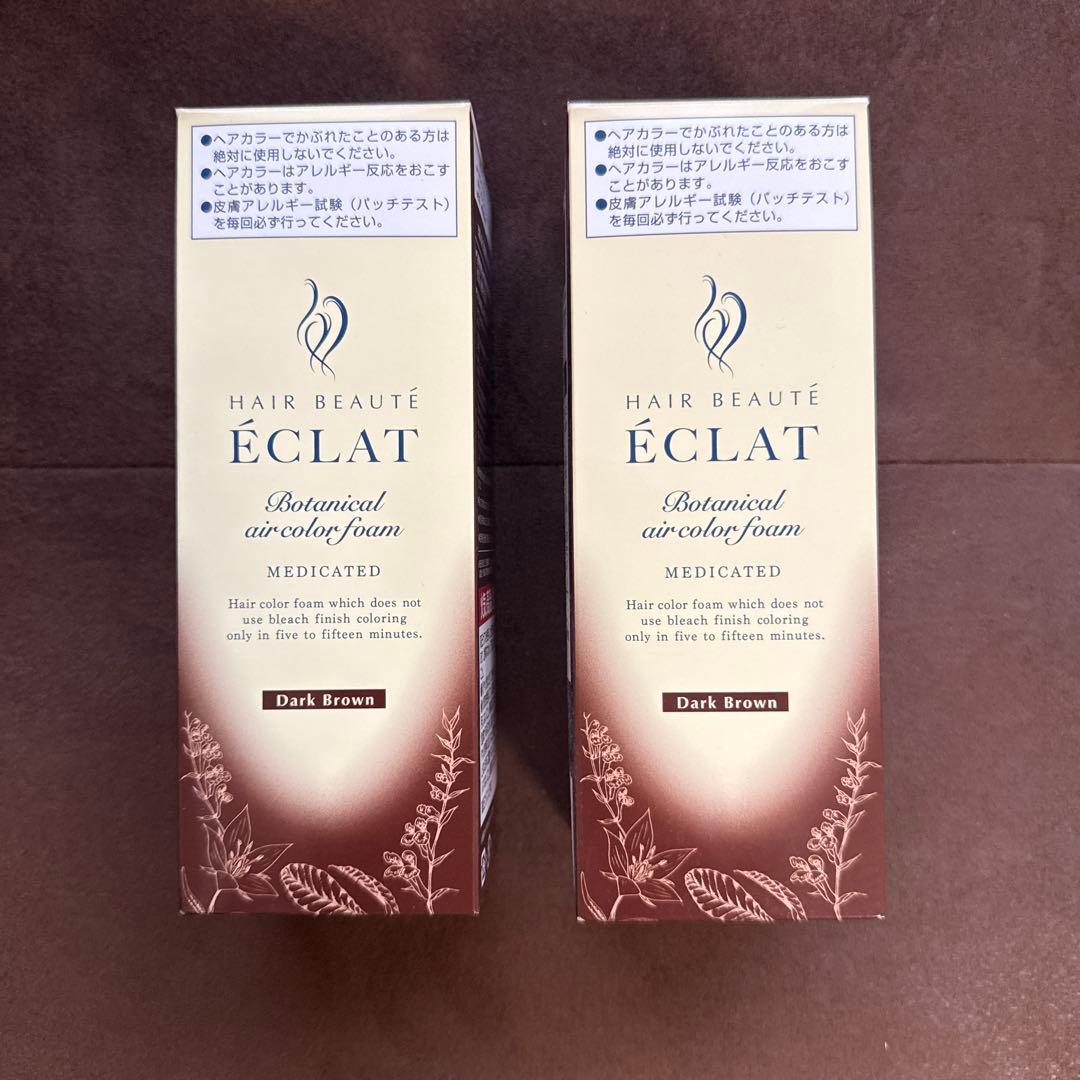 ●ヘアカラーでかぶれたことのある方は
絶対に使用しないでください。
●ヘアカラーはアレルギー反応をおこす
ことがあります。
●皮膚アレルギー試験（パッチテスト）
を毎回必ず行ってください。
HAIR BEAUTÉ
ÉCLAT
Botanical
air color foam
MEDICATED
Hair color foam which does not
use bleach finish coloring
only in five to fifteen minutes.
Dark Brown
●ヘアカラーでかぶれたことのある方は
絶対に使用しないでください。
●ヘアカラーはアレルギー反応をおこす
ことがあります。
●皮膚アレルギー試験（パッチテスト）
を毎回必ず行ってください。
HAIR BEAUTÉ
ÉCLAT
Botanical
air color foam
MEDICATED
Hair color foam which does not
use bleach finish coloring
only in five to fifteen minutes.
Dark Brown